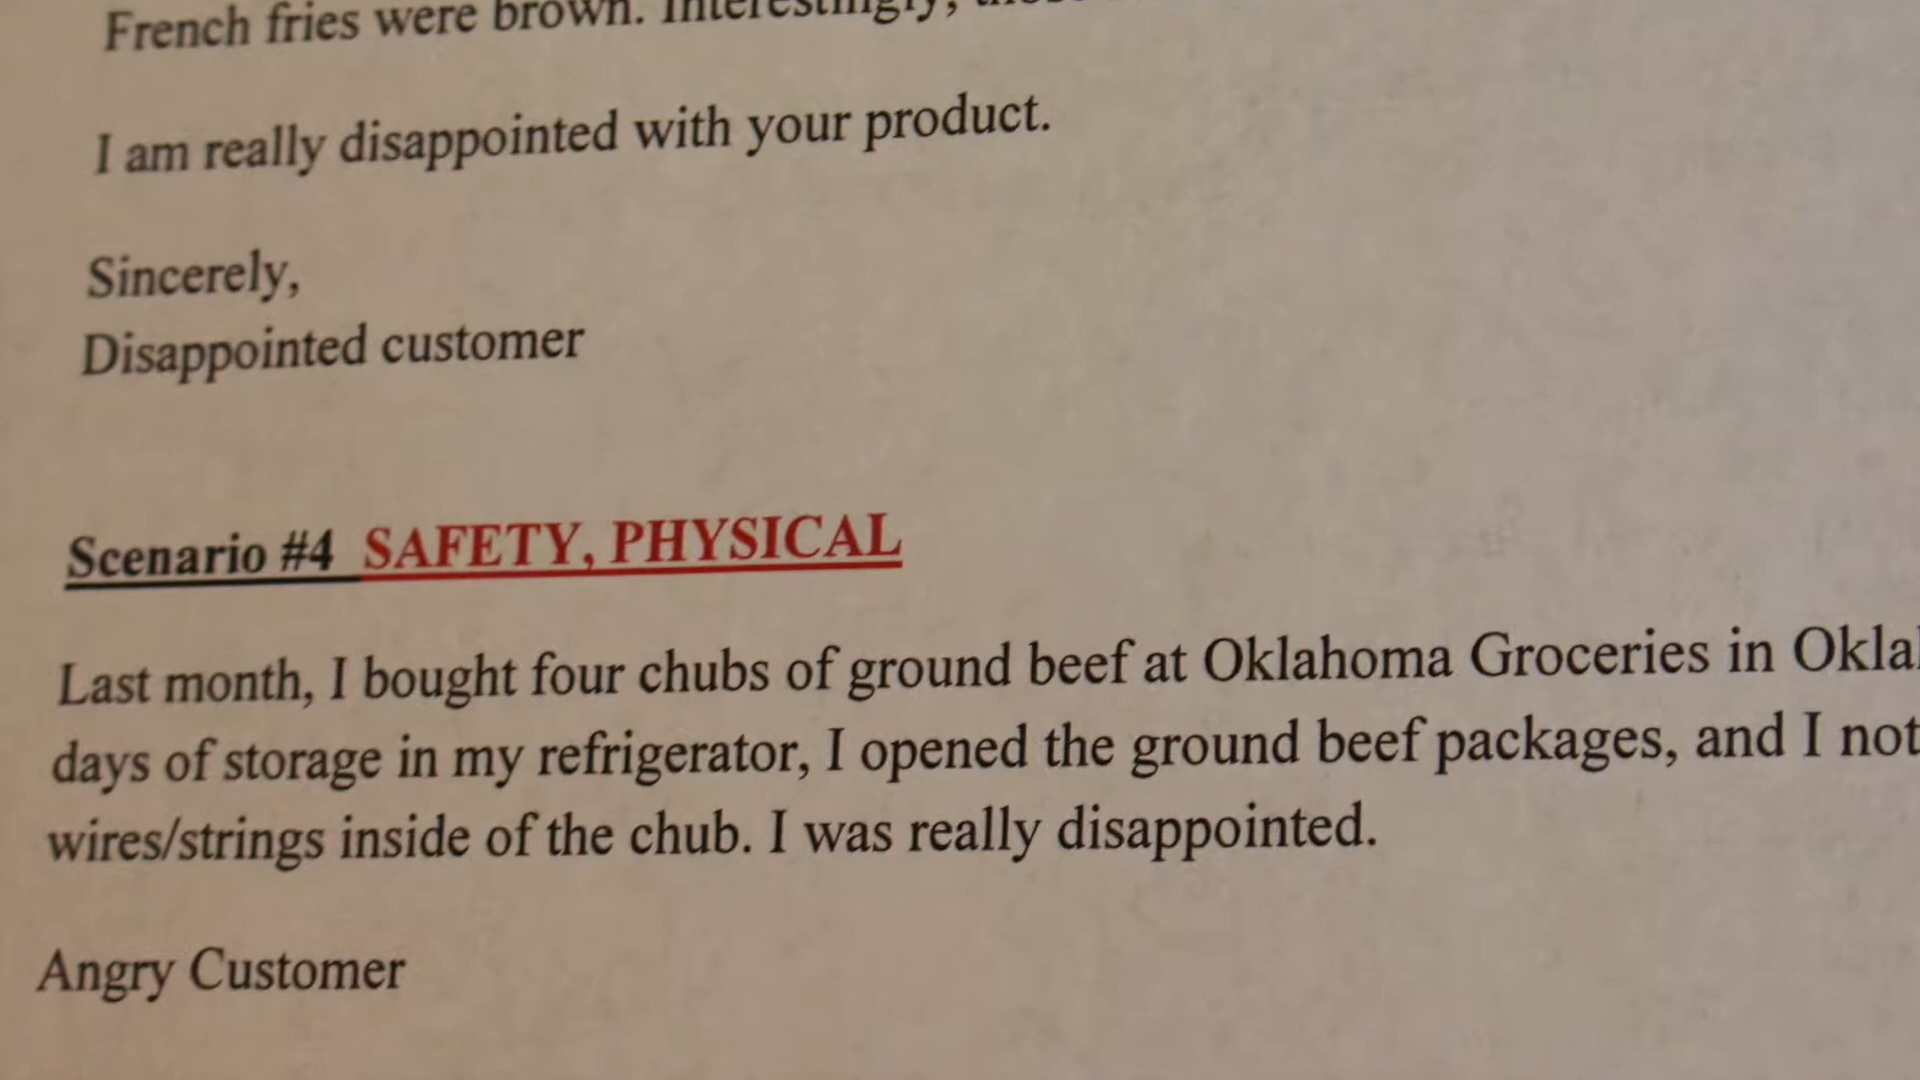 French fries were brown. Interestingly,
I am really disappointed with your product.
Sincerely,
Disappointed customer
Scenario #4 SAFETY, PHYSICAL
Last month, I bought four chubs of ground beef at Oklahoma Groceries in
days of storage in my refrigerator, I opened the ground beef packages, and I
wires/strings inside of the chub. I was really disappointed.
Angry Customer